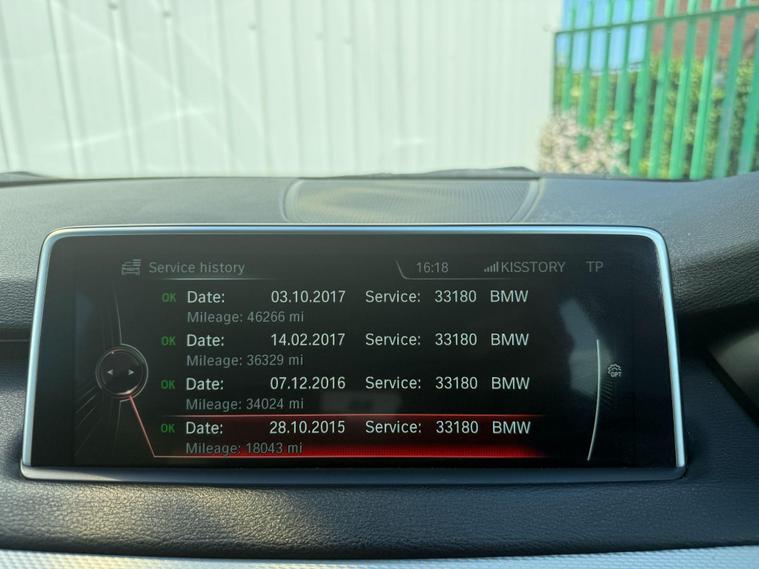 Service history 16:18 KISSTORY TP
OK Date: 03.10.2017 Service: 33180 BMW
Mileage: 46266 mi
OK Date: 14.02.2017 Service: 33180 BMW
Mileage: 36329 mi
OK Date: 07.12.2016 Service: 33180 BMW
Mileage: 34024 mi
OPT
OK Date: 28.10.2015 Service: 33180 BMW
Mileage: 18043 mi